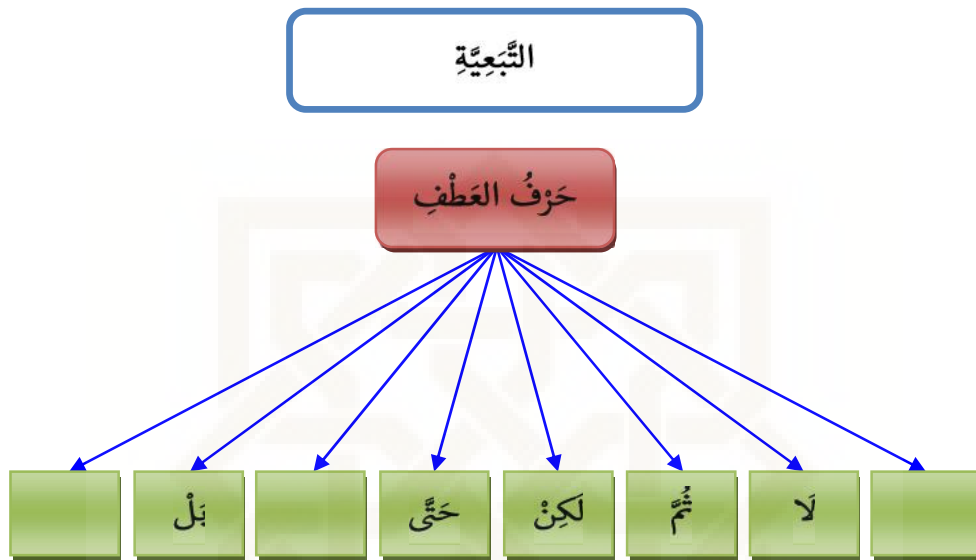 التَّبَعِيَّةِ
حَرْفُ العَطْفِ
لَا
ثُمَّ
لَكِنْ
حَتَّى
بَلْ